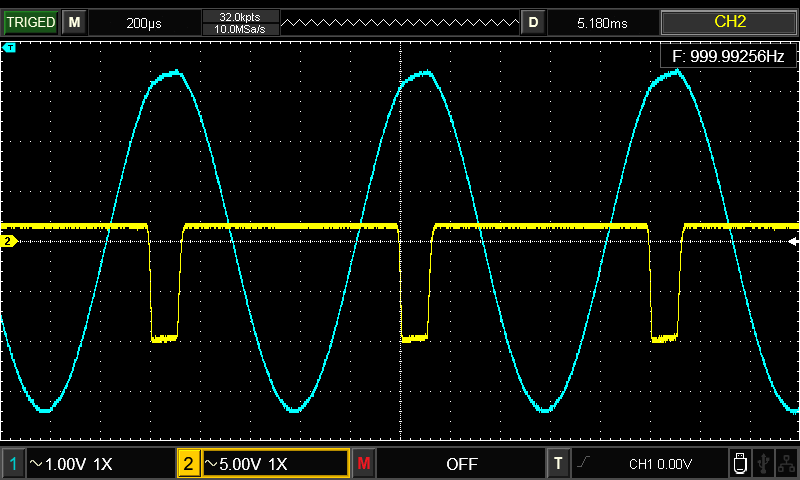 TRIGED M 200μs 32.0kpts D 5.180ms CH2
10.0MSa/s
T
F: 999.99256Hz
2
1 1.00V 1X 2 5.00V 1X M OFF T CH1 0.00V